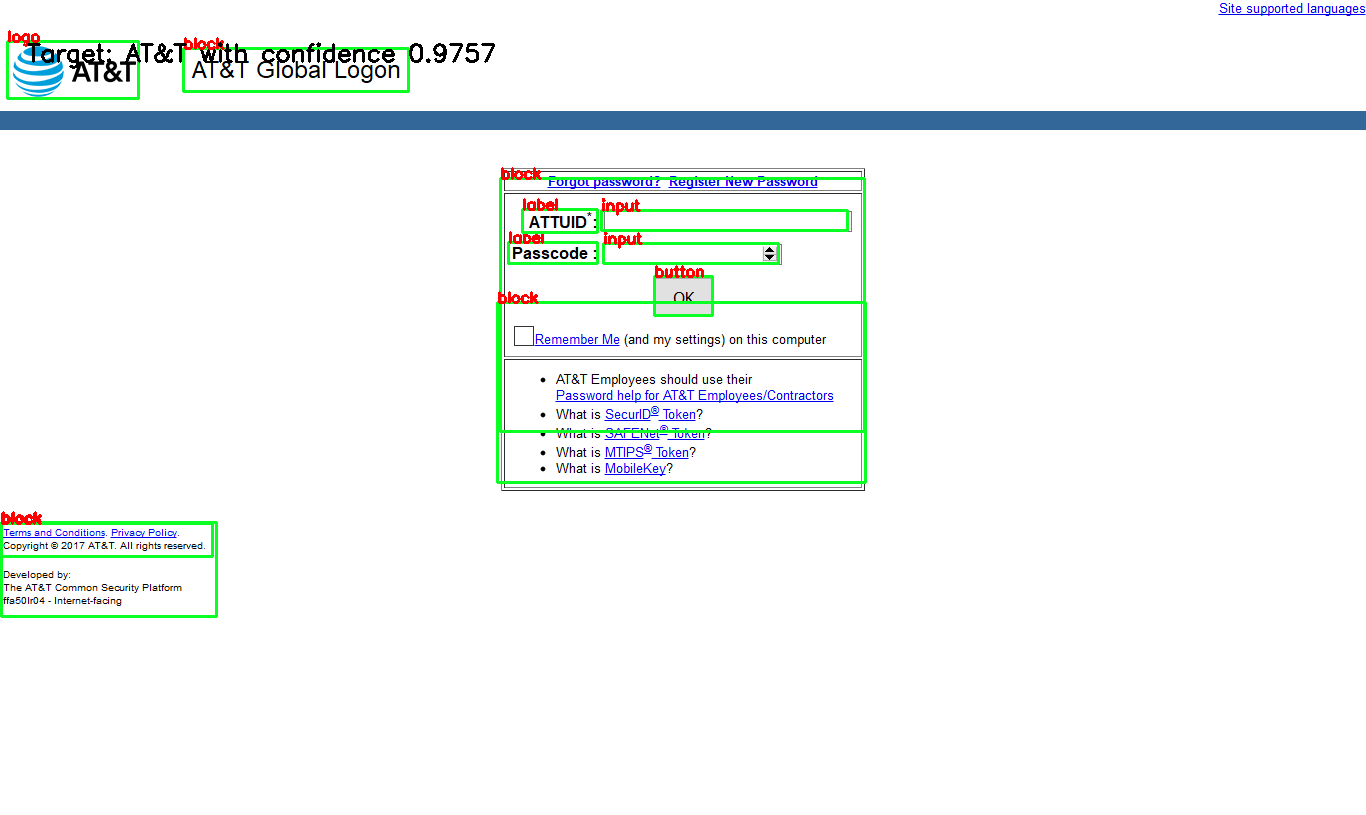 Site supported languages
logo
block
Target: AT&T with confidence 0.9757
AT&T
AT&T Global Logon
block
Forgot password? Register New Password
label
input
ATTUID*:
label
input
Passcode :
button
OK
block
Remember Me (and my settings) on this computer
• AT&T Employees should use their
Password help for AT&T Employees/Contractors
• What is SecurID® Token?
• What is SAFENet® Token?
• What is MTIPS® Token?
• What is MobileKey?
block
Terms and Conditions. Privacy Policy.
Copyright © 2017 AT&T. All rights reserved.
Developed by:
The AT&T Common Security Platform
ffa50lr04 - Internet-facing